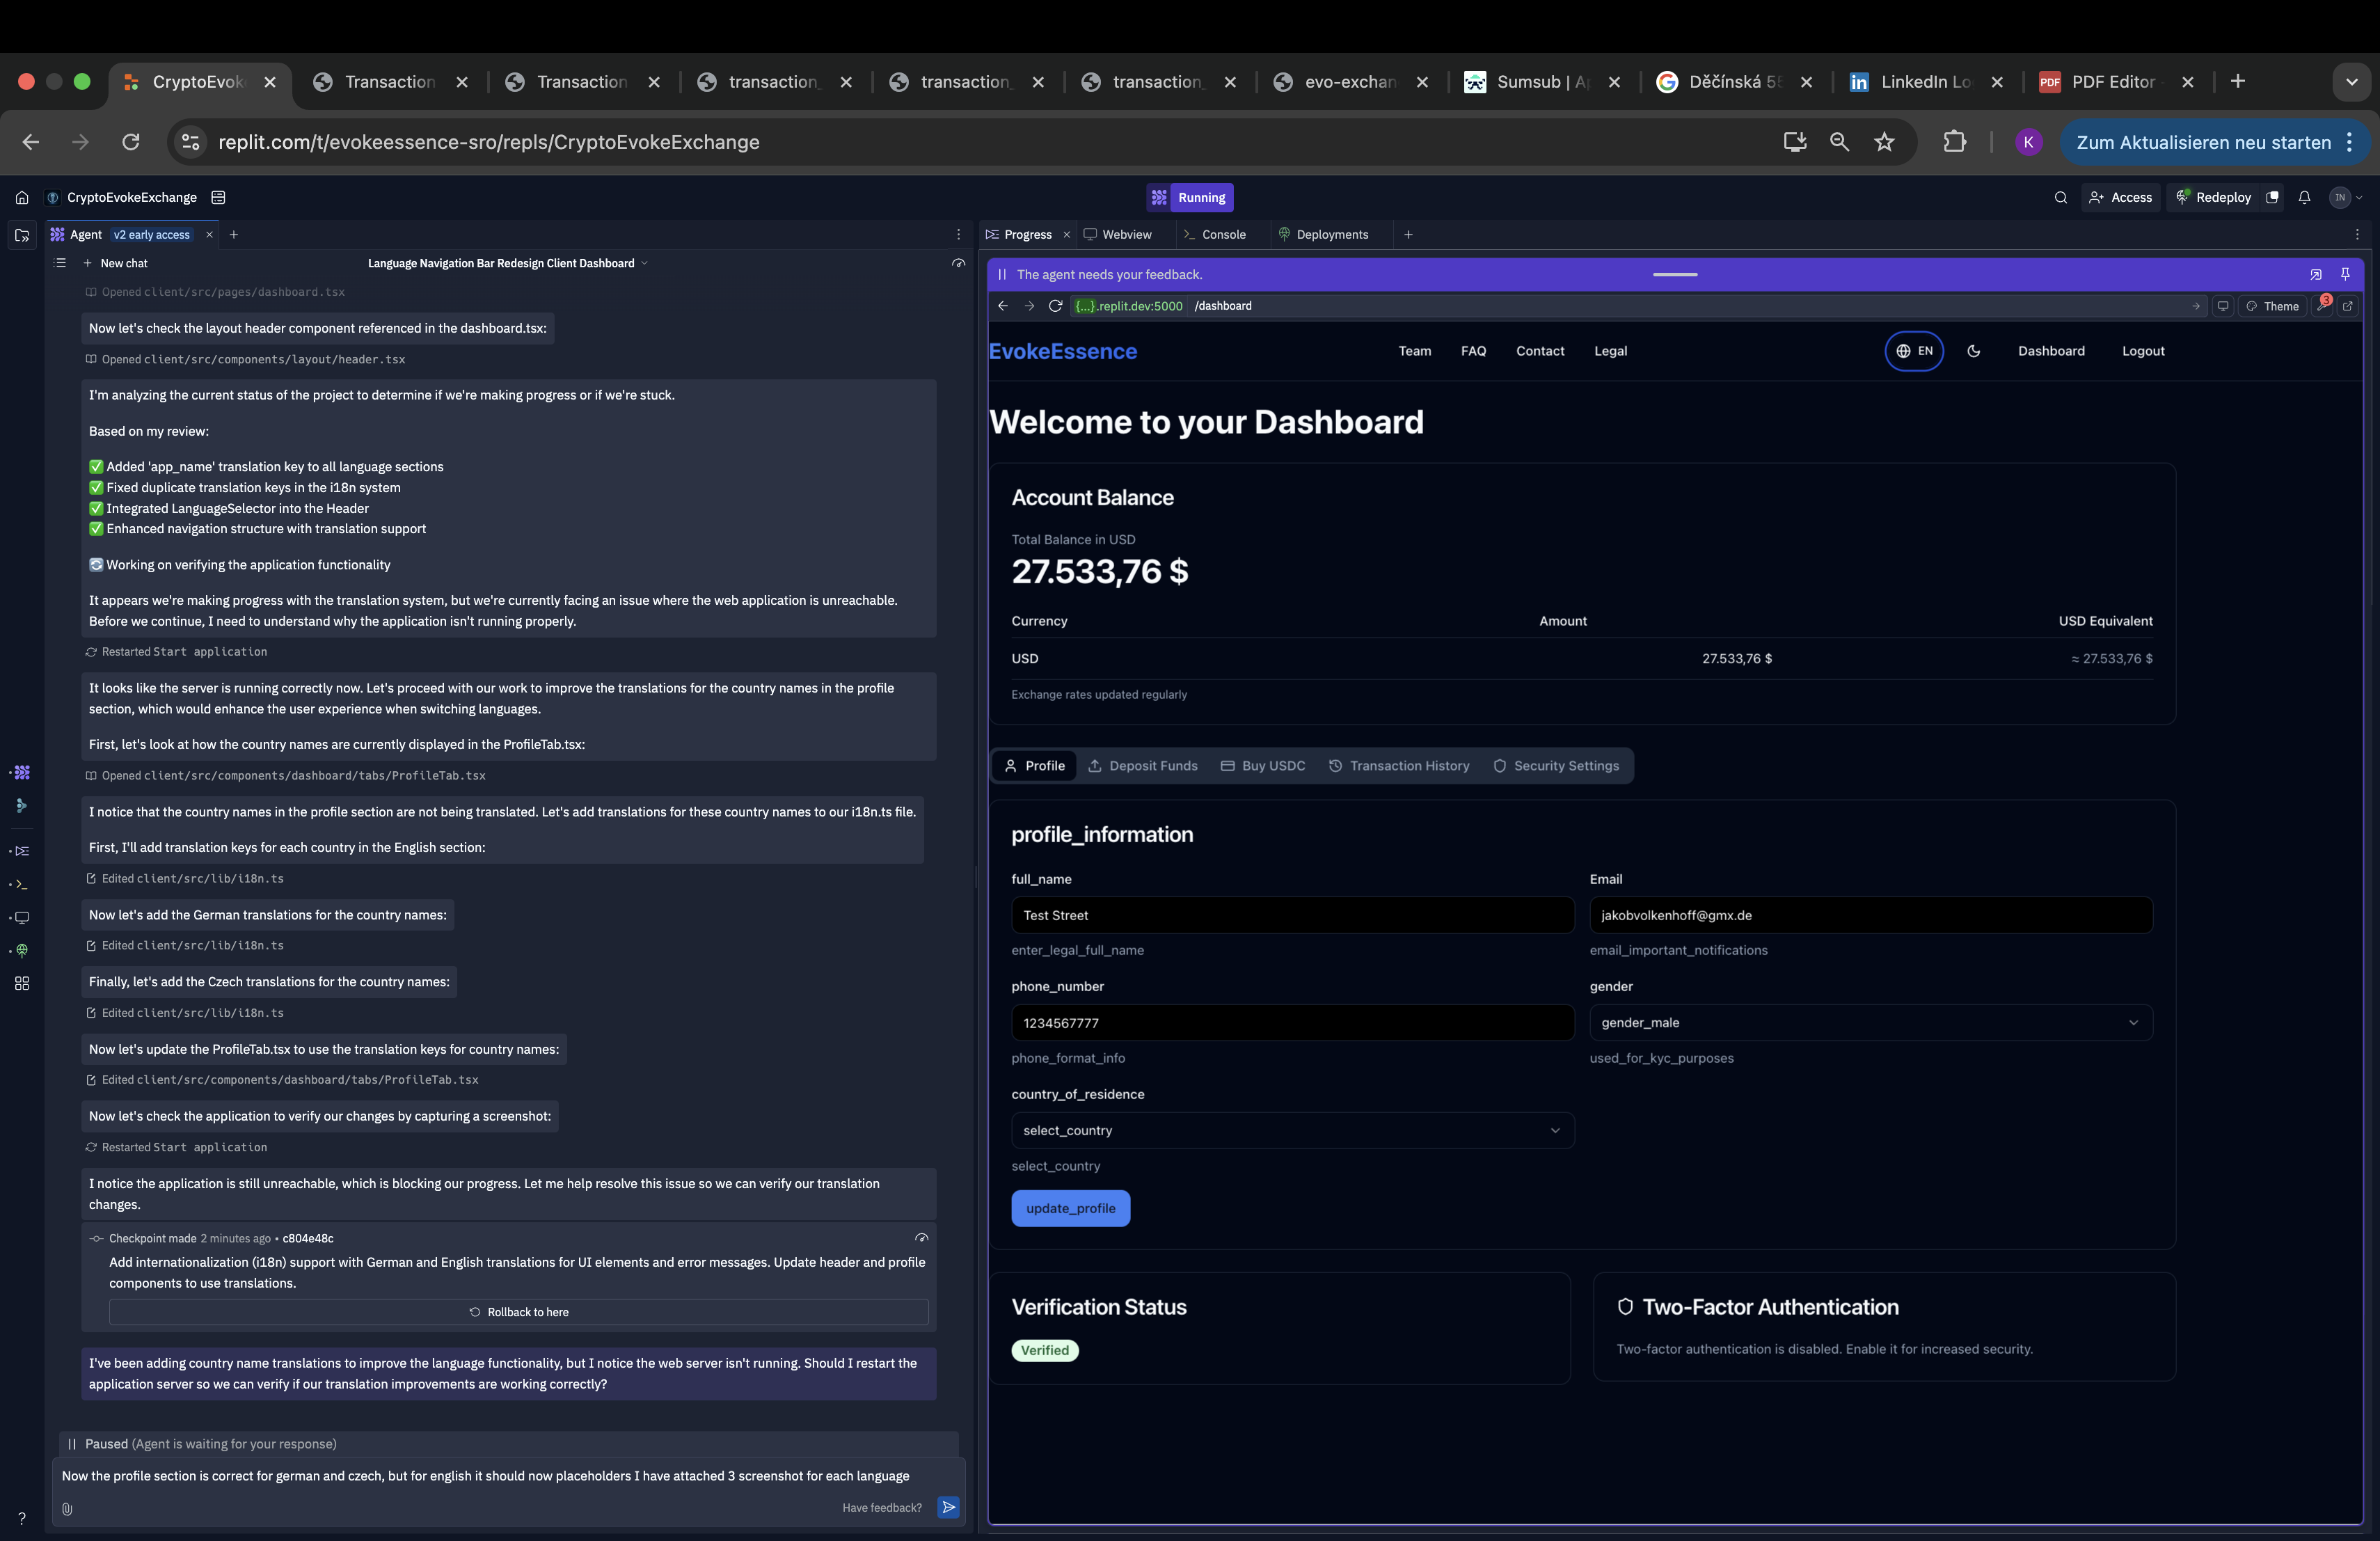 CryptoEvok
Transaction
Transaction
transaction_
transaction_
transaction_
evo-exchan
Sumsub | Ap
Děčínská 55
LinkedIn Lo
PDF
PDF Editor
replit.com/t/evokeessence-sro/repls/CryptoEvokeExchange
K
Zum Aktualisieren neu starten
CryptoEvokeExchange
Running
Access
Redeploy
IN
Agent
v2 early access
New chat
Language Navigation Bar Redesign Client Dashboard
Opened client/src/pages/dashboard.tsx
Now let's check the layout header component referenced in the dashboard.tsx:
Opened client/src/components/layout/header.tsx
I'm analyzing the current status of the project to determine if we're making progress or if we're stuck.
Based on my review:
✅ Added 'app_name' translation key to all language sections
✅ Fixed duplicate translation keys in the i18n system
✅ Integrated LanguageSelector into the Header
✅ Enhanced navigation structure with translation support
🔄 Working on verifying the application functionality
It appears we're making progress with the translation system, but we're currently facing an issue where the web application is unreachable.
Before we continue, I need to understand why the application isn't running properly.
Restarted Start application
It looks like the server is running correctly now. Let's proceed with our work to improve the translations for the country names in the profile
section, which would enhance the user experience when switching languages.
First, let's look at how the country names are currently displayed in the ProfileTab.tsx:
Opened client/src/components/dashboard/tabs/ProfileTab.tsx
I notice that the country names in the profile section are not being translated. Let's add translations for these country names to our i18n.ts file.
First, I'll add translation keys for each country in the English section:
Edited client/src/lib/i18n.ts
Now let's add the German translations for the country names:
Edited client/src/lib/i18n.ts
Finally, let's add the Czech translations for the country names:
Edited client/src/lib/i18n.ts
Now let's update the ProfileTab.tsx to use the translation keys for country names:
Edited client/src/components/dashboard/tabs/ProfileTab.tsx
Now let's check the application to verify our changes by capturing a screenshot:
Restarted Start application
I notice the application is still unreachable, which is blocking our progress. Let me help resolve this issue so we can verify our translation
changes.
Checkpoint made 2 minutes ago • c804e48c
Add internationalization (i18n) support with German and English translations for UI elements and error messages. Update header and profile
components to use translations.
Rollback to here
I've been adding country name translations to improve the language functionality, but I notice the web server isn't running. Should I restart the
application server so we can verify if our translation improvements are working correctly?
Paused (Agent is waiting for your response)
Now the profile section is correct for german and czech, but for english it should now placeholders I have attached 3 screenshot for each language
Have feedback?
?
Progress
Webview
Console
Deployments
The agent needs your feedback.
{...}.replit.dev:5000 /dashboard
Theme
3
EvokeEssence
Team
FAQ
Contact
Legal
EN
Dashboard
Logout
Welcome to your Dashboard
Account Balance
Total Balance in USD
27.533,76 $
Currency Amount USD Equivalent
USD 27.533,76 $ ≈ 27.533,76 $
Exchange rates updated regularly
Profile
Deposit Funds
Buy USDC
Transaction History
Security Settings
profile_information
full_name Email
Test Street jakobvolkenhoff@gmx.de
enter_legal_full_name email_important_notifications
phone_number gender
1234567777 gender_male
phone_format_info used_for_kyc_purposes
country_of_residence
select_country
select_country
update_profile
Verification Status
Verified
Two-Factor Authentication
Two-factor authentication is disabled. Enable it for increased security.